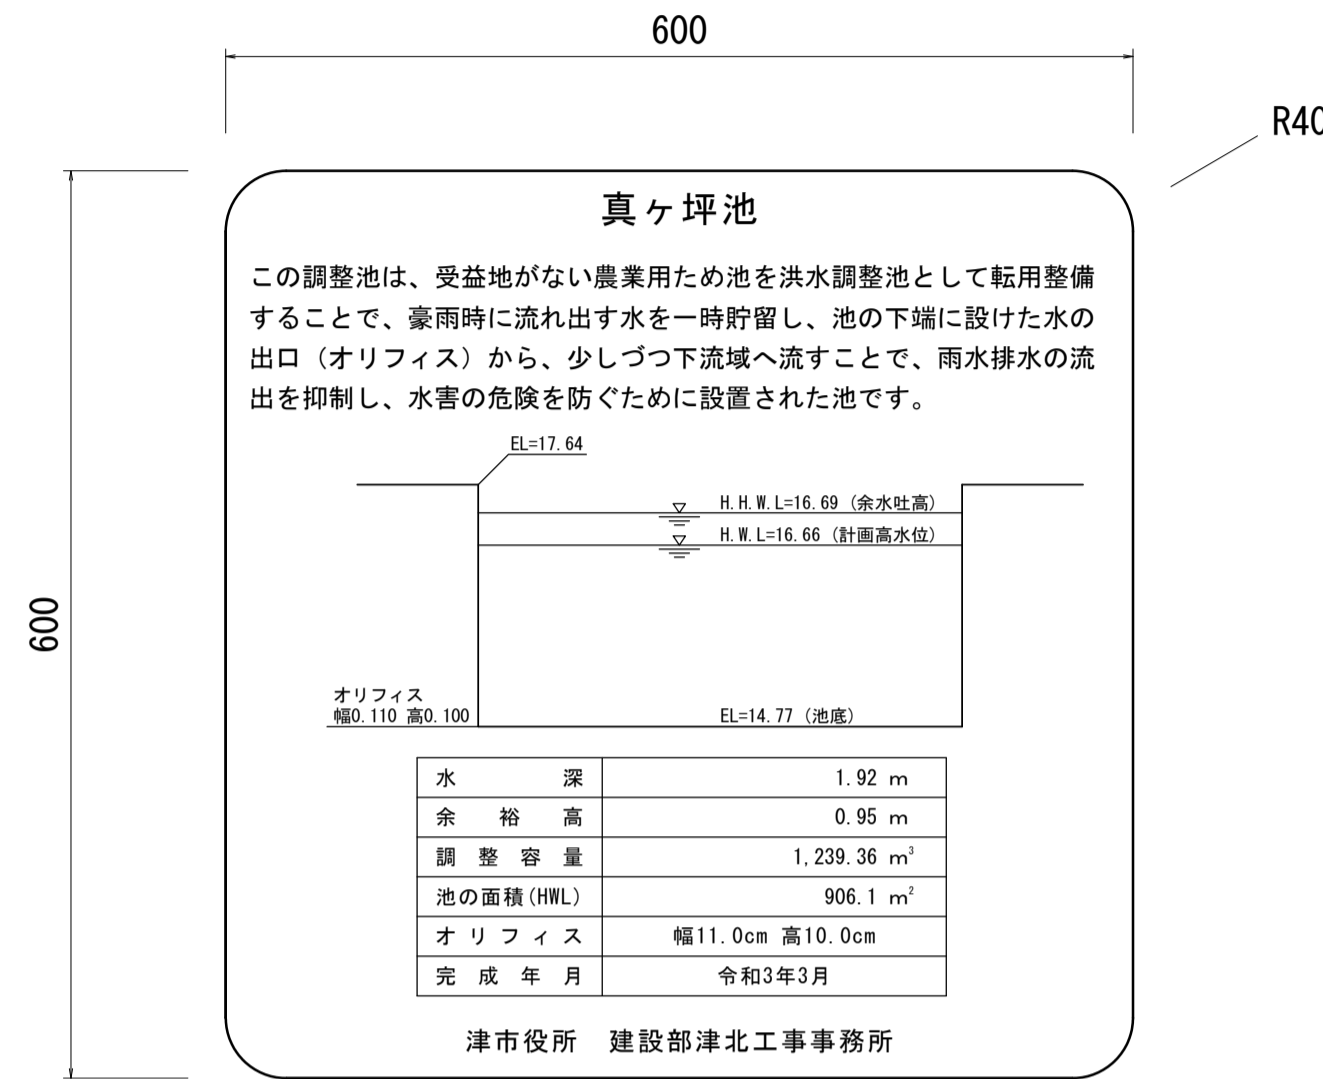 600
R40
真ヶ坪池
この調整池は、受益地がない農業用ため池を洪水調整池として転用整備
することで、豪雨時に流れ出す水を一時貯留し、池の下端に設けた水の
出口（オリフィス）から、少しづつ下流域へ流すことで、雨水排水の流
出を抑制し、水害の危険を防ぐために設置された池です。
EL=17.64
H.H.W.L=16.69（余水吐高）
H.W.L=16.66（計画高水位）
600
オリフィス
幅0.110 高0.100
EL=14.77（池底）
水深 1.92 m
余裕高 0.95 m
調整容量 1,239.36 m³
池の面積(HWL) 906.1 m²
オリフィス 幅11.0cm 高10.0cm
完成年月 令和3年3月
津市役所　建設部津北工事事務所